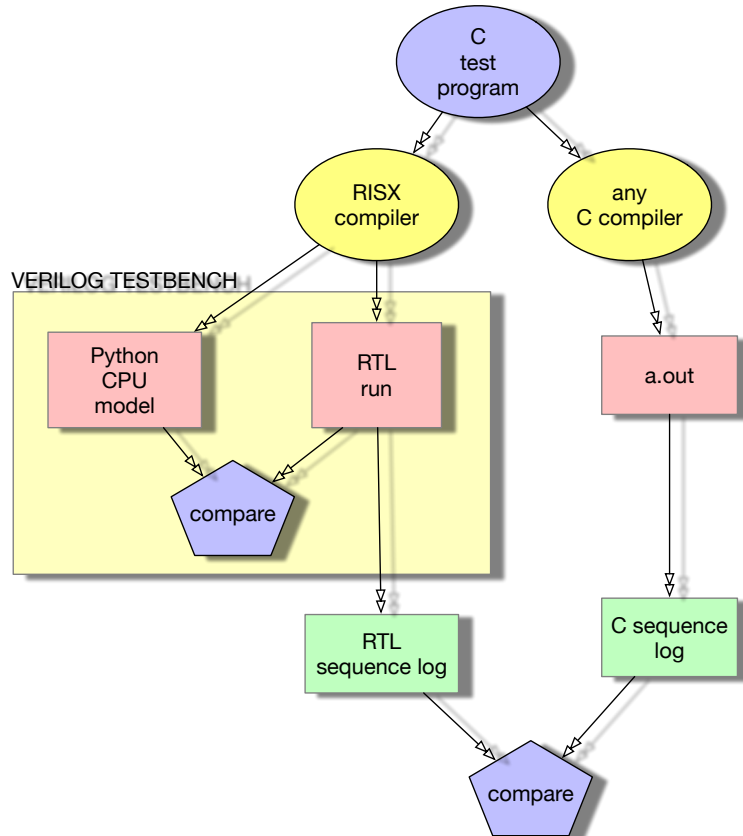 C
test
program
RISX
compiler
any
C compiler
VERILOG TESTBENCH
Python
CPU
model
RTL
run
a.out
compare
RTL
sequence log
C sequence
log
compare